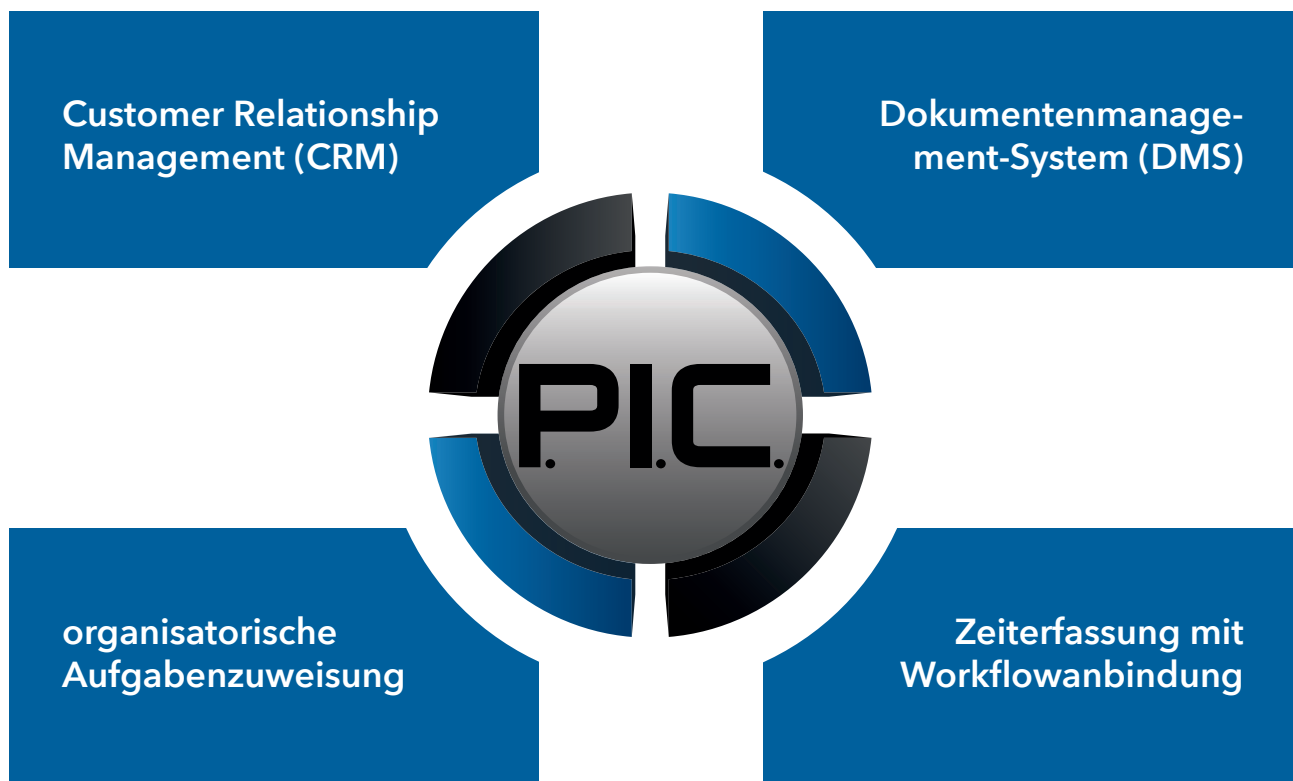 Customer Relationship
Management (CRM)
Dokumentenmanage-
ment-System (DMS)
P.I.C.
organisatorische
Aufgabenzuweisung
Zeiterfassung mit
Workflowanbindung